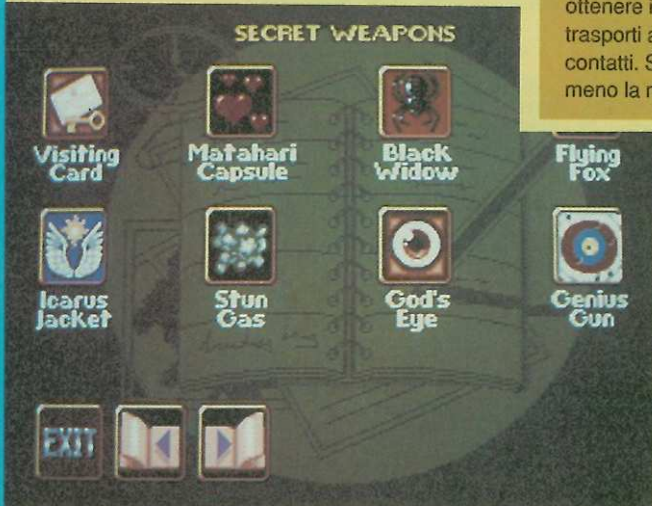 ottenere i
trasporti a
contatti. S
meno la r
SECRET WEAPONS
Visiting
Card
Matahari
Capsule
Black
Widow
Flying
Fox
Icarus
Jacket
Stun
Gas
God's
Eye
Genius
Gun
EXIT